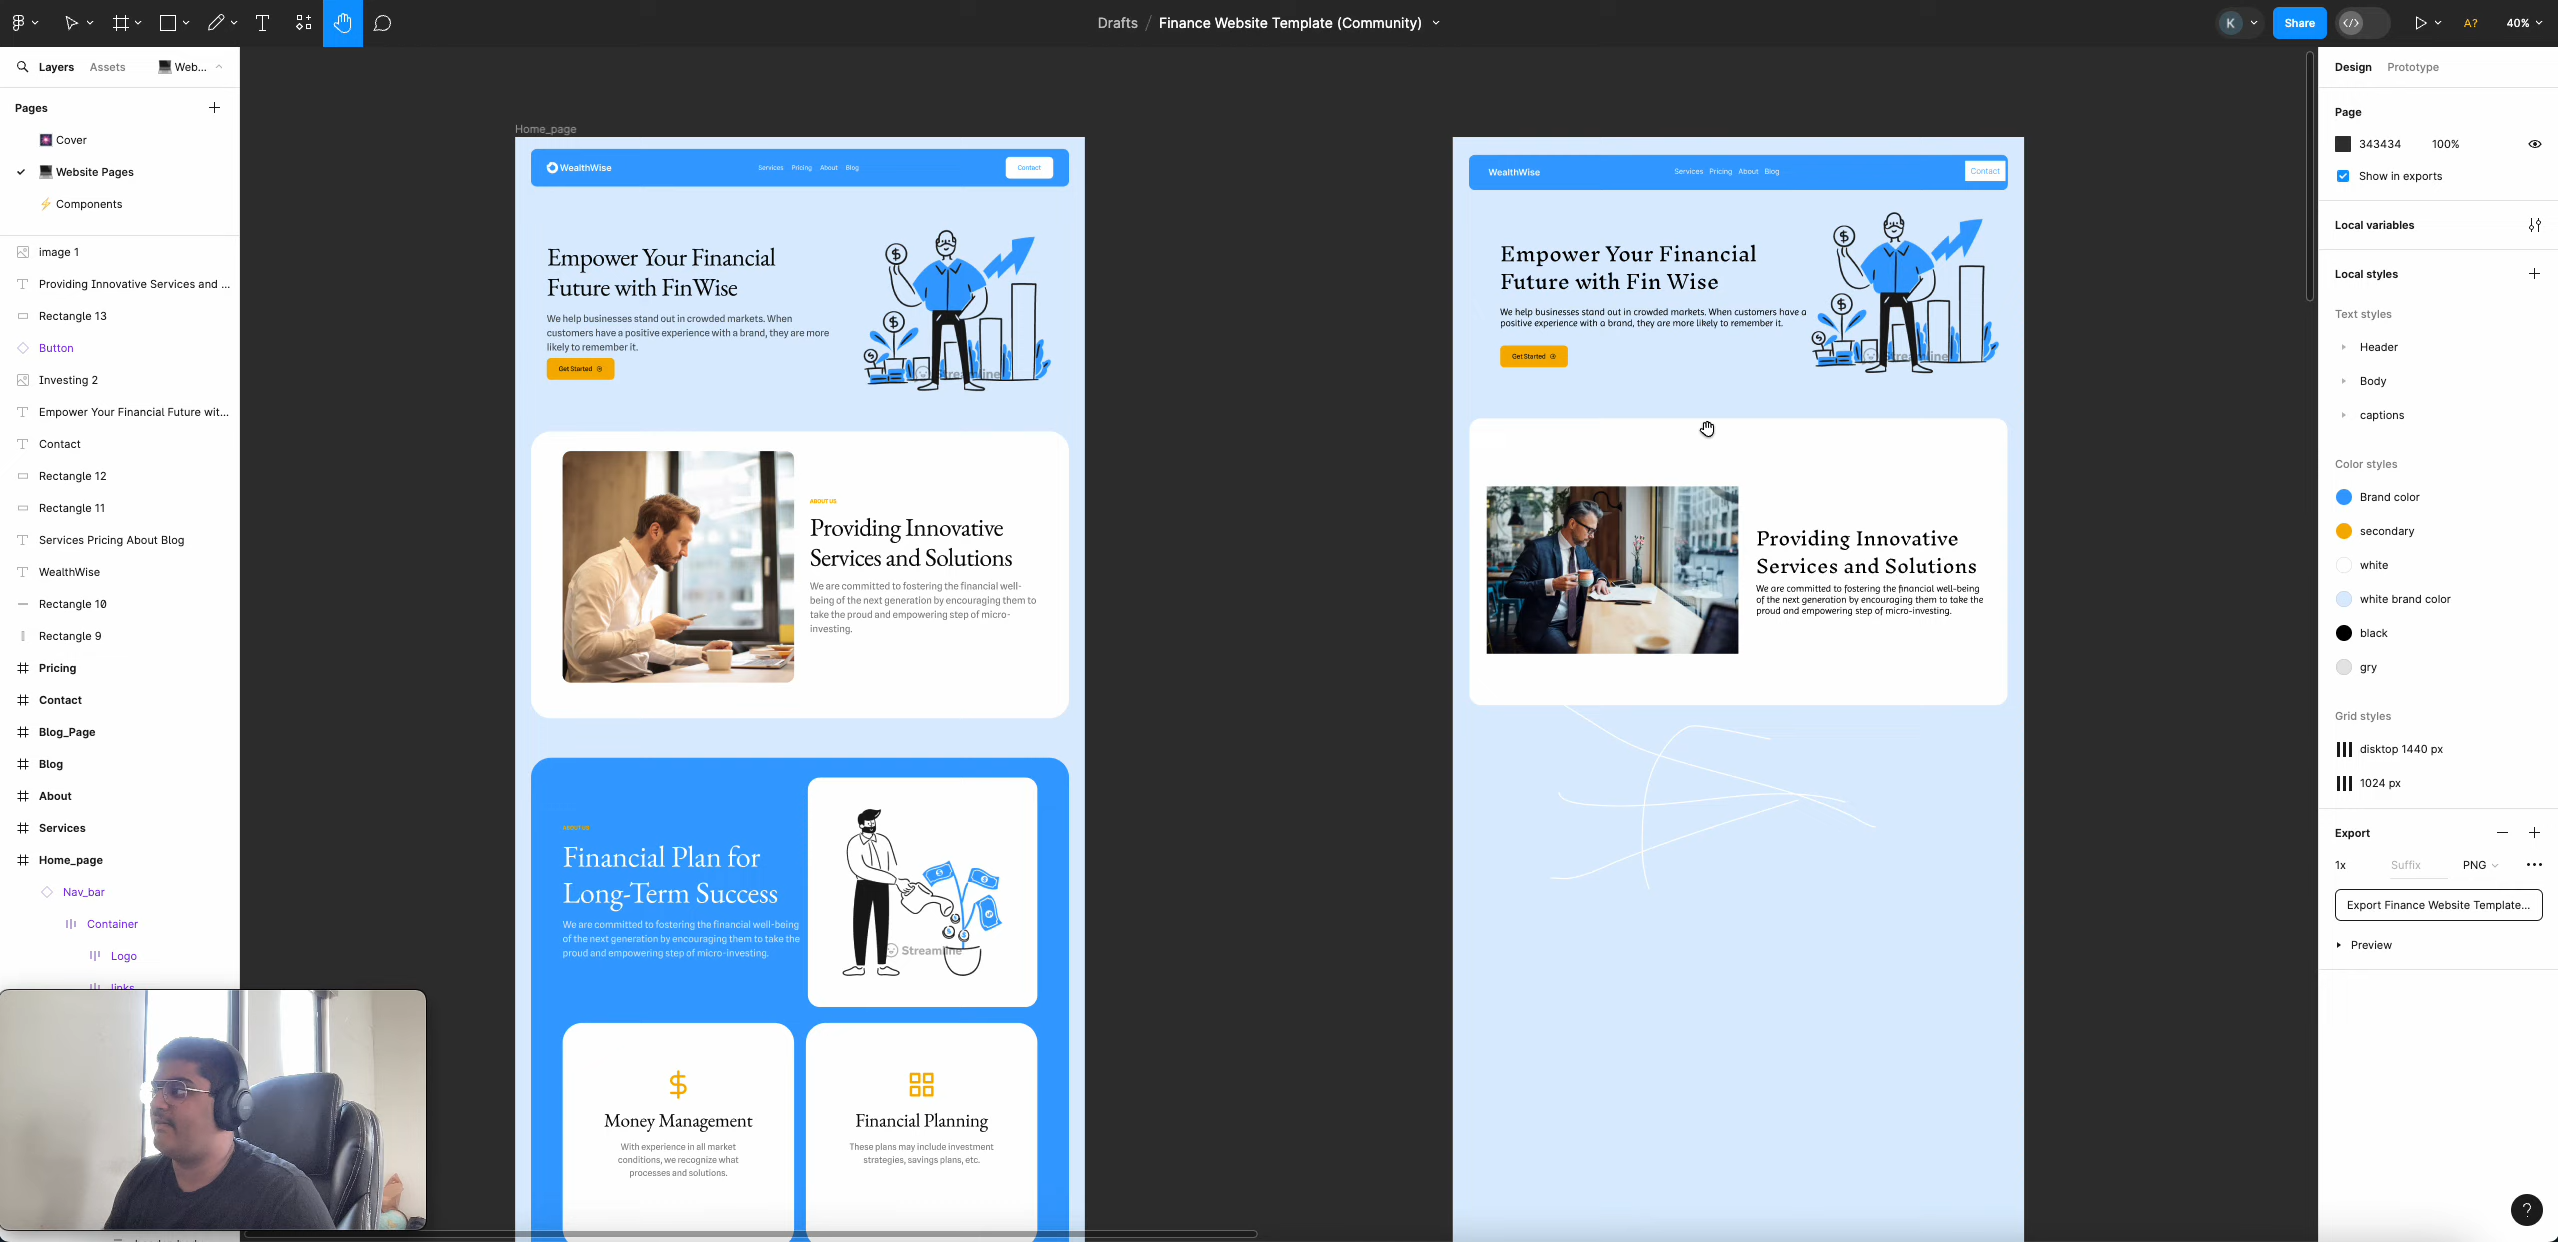 Drafts / Finance Website Template (Community)
K
Share
A?
40%
Layers
Assets
Web...
Pages
Cover
Website Pages
Components
image 1
Providing Innovative Services and ...
Rectangle 13
Button
Investing 2
Empower Your Financial Future wit...
Contact
Rectangle 12
Rectangle 11
Services Pricing About Blog
WealthWise
Rectangle 10
Rectangle 9
Pricing
Contact
Blog_Page
Blog
About
Services
Home_page
Nav_bar
Container
Logo
links
Home_page
WealthWise
Services Pricing About Blog
Contact
Empower Your Financial
Future with FinWise
We help businesses stand out in crowded markets. When
customers have a positive experience with a brand, they are more
likely to remember it.
Get Started
Streamline
ABOUT US
Providing Innovative
Services and Solutions
We are committed to fostering the financial well-
being of the next generation by encouraging them to
take the proud and empowering step of micro-
investing.
ABOUT US
Financial Plan for
Long-Term Success
We are committed to fostering the financial well-being
of the next generation by encouraging them to take the
proud and empowering step of micro-investing.
Streamline
Money Management
With experience in all market
conditions, we recognize what
processes and solutions.
Financial Planning
These plans may include investment
strategies, savings plans, etc.
WealthWise
Services Pricing About Blog
Contact
Empower Your Financial
Future with Fin Wise
We help businesses stand out in crowded markets. When customers have a
positive experience with a brand, they are more likely to remember it.
Get Started
Streamline
Providing Innovative
Services and Solutions
We are committed to fostering the financial well-being
of the next generation by encouraging them to take the
proud and empowering step of micro-investing.
Design
Prototype
Page
343434
100%
Show in exports
Local variables
Local styles
Text styles
Header
Body
captions
Color styles
Brand color
secondary
white
white brand color
black
gry
Grid styles
disktop 1440 px
1024 px
Export
1x
Suffix
PNG
Export Finance Website Template...
Preview
?